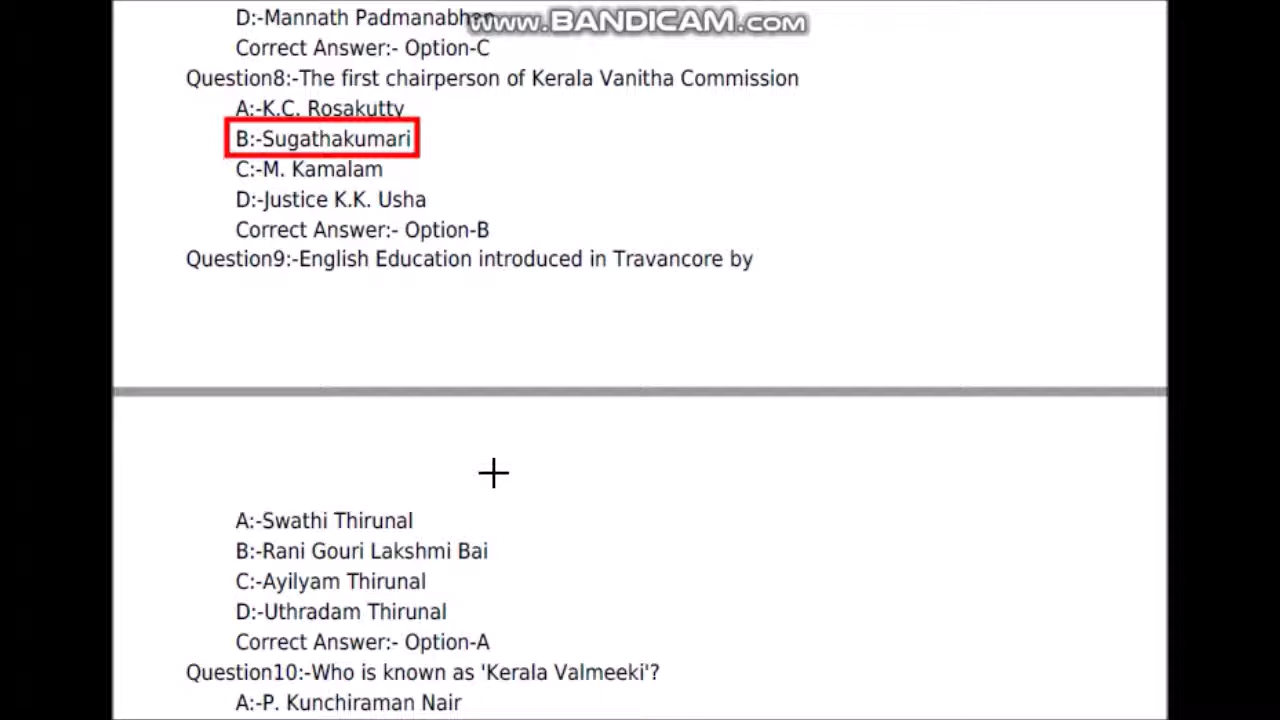 D:-Mannath Padmanabhan
www.BANDICAM.com
Correct Answer:- Option-C
Question8:-The first chairperson of Kerala Vanitha Commission
A:-K.C. Rosakutty
B:-Sugathakumari
C:-M. Kamalam
D:-Justice K.K. Usha
Correct Answer:- Option-B
Question9:-English Education introduced in Travancore by
A:-Swathi Thirunal
B:-Rani Gouri Lakshmi Bai
C:-Ayilyam Thirunal
D:-Uthradam Thirunal
Correct Answer:- Option-A
Question10:-Who is known as 'Kerala Valmeeki'?
A:-P. Kunchiraman Nair